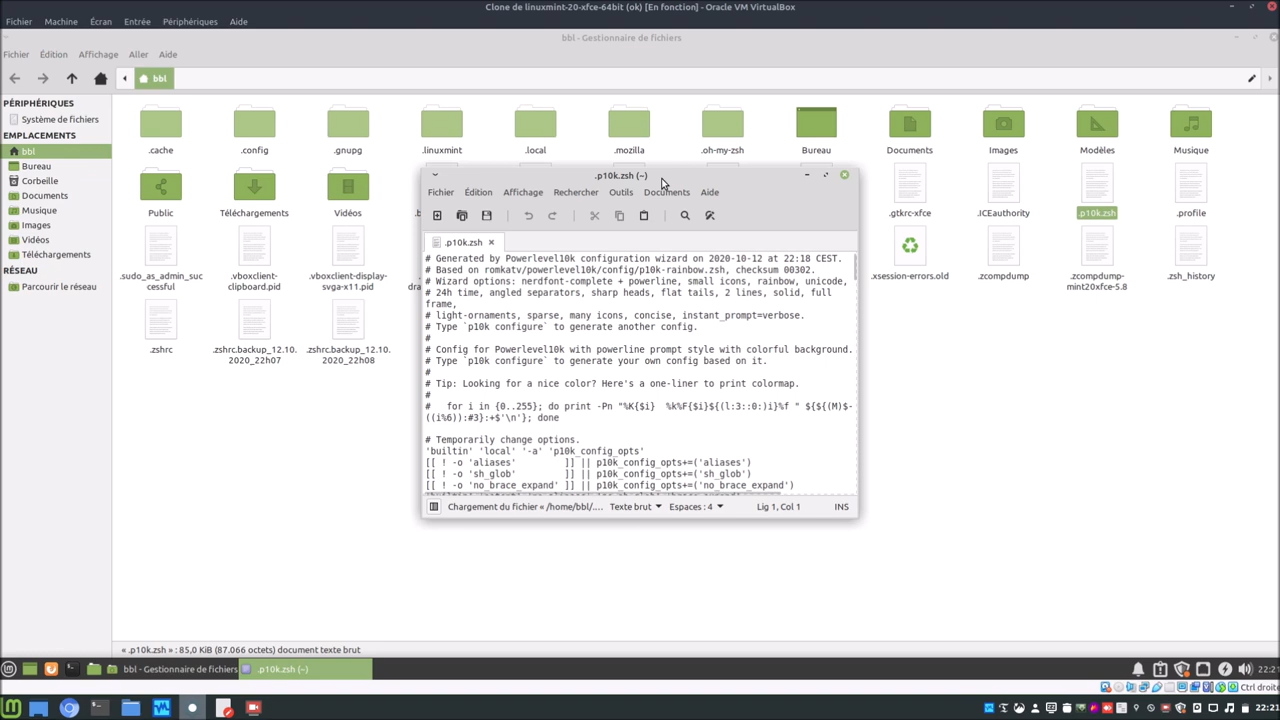 Clone de linuxmint-20-xfce-64bit (ok) [En fonction] - Oracle VM VirtualBox
Fichier Machine Écran Entrée Périphériques Aide
bbl - Gestionnaire de fichiers
Fichier Édition Affichage Aller Aide
bbl
PÉRIPHÉRIQUES
Système de fichiers
EMPLACEMENTS
bbl
Bureau
Corbeille
Documents
Musique
Images
Vidéos
Téléchargements
RÉSEAU
Parcourir le réseau
.cache .config .gnupg .linuxmint .local .mozilla .oh-my-zsh Bureau Documents Images Modèles Musique
Public Téléchargements Vidéos .gtkrc-xfce .ICEauthority .p10k.zsh .profile
.sudo_as_admin_suc
cessful
.vboxclient-
clipboard.pid
.vboxclient-display-
svga-x11.pid
.xsession-errors.old .zcompdump
.zcompdump-
mint20xfce-5.8
.zsh_history
.zshrc
.zshrc.backup_12.10.
2020_22h07
.zshrc.backup_12.10.
2020_22h08
.p10k.zsh (~)
Fichier Édition Affichage Rechercher Outils Documents Aide
.p10k.zsh
# Generated by Powerlevel10k configuration wizard on 2020-10-12 at 22:18 CEST.
# Based on romkatv/powerlevel10k/config/p10k-rainbow.zsh, checksum 00302.
# Wizard options: nerdfont-complete + powerline, small icons, rainbow, unicode,
# 24h time, angled separators, sharp heads, flat tails, 2 lines, solid, full
frame,
# light-ornaments, sparse, many icons, concise, instant_prompt=verbose.
# Type `p10k configure` to generate another config.
#
# Config for Powerlevel10k with powerline prompt style with colorful background.
# Type `p10k configure` to generate your own config based on it.
#
# Tip: Looking for a nice color? Here's a one-liner to print colormap.
#
#   for i in {0..255}; do print -Pn "%K{$i}  %k%F{$i}${(l:3::0:)i}%f " ${${(M)$-
((i%6)):#3}:+$'\n'}; done
# Temporarily change options.
'builtin' 'local' '-a' 'p10k_config_opts'
[[ ! -o 'aliases'         ]] || p10k_config_opts+=('aliases')
[[ ! -o 'sh_glob'         ]] || p10k_config_opts+=('sh_glob')
[[ ! -o 'no_brace_expand' ]] || p10k_config_opts+=('no_brace_expand')
Chargement du fichier « /home/bbl/.... Texte brut Espaces : 4 Lig 1, Col 1 INS
« .p10k.zsh » : 85,0 KiB (87.066 octets) document texte brut
bbl - Gestionnaire de fichiers .p10k.zsh (~) 22:21
Ctrl droite
22:21